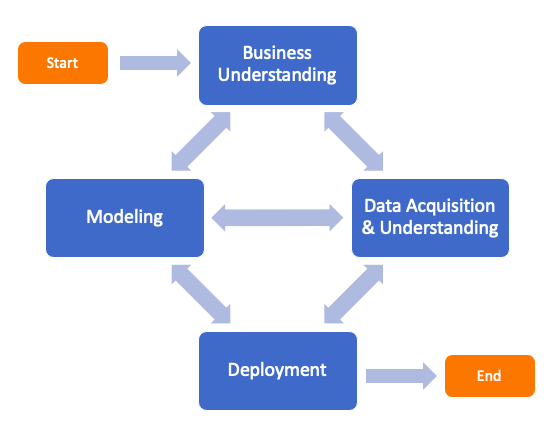 Start
Business
Understanding
Modeling
Data Acquisition
& Understanding
Deployment
End